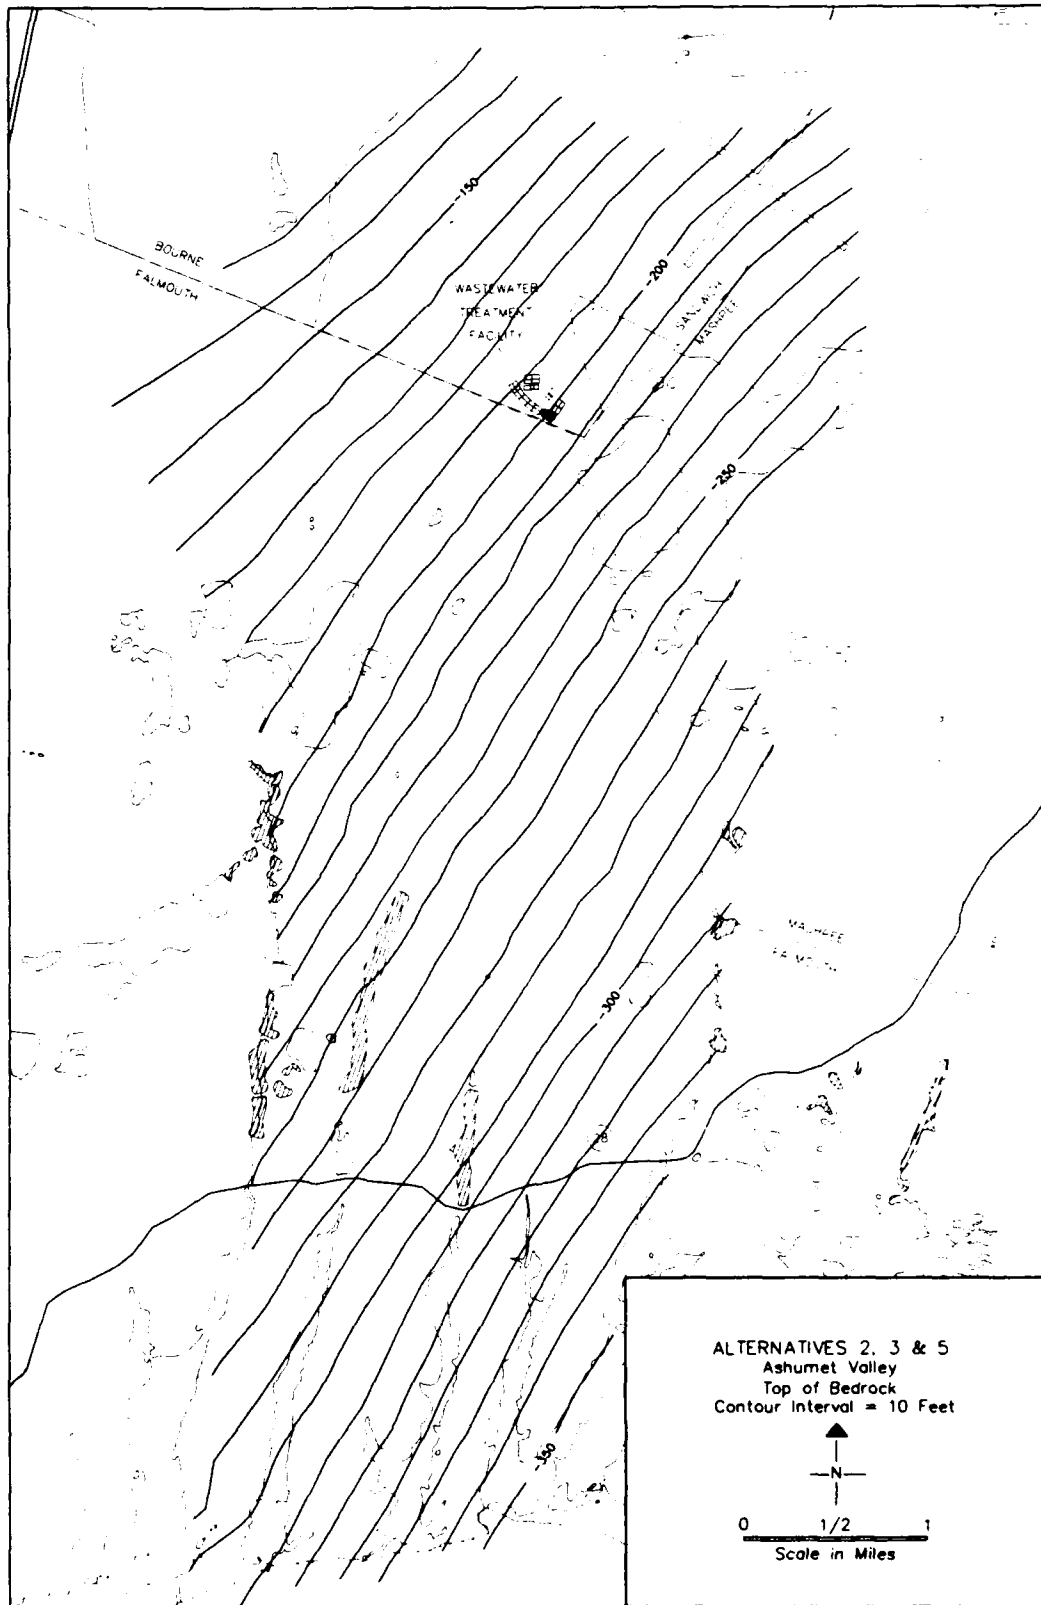 -150
BOURNE
FALMOUTH
WASTEWATER
TREATMENT
FACILITY
-200
SANDWICH
MASHPEE
-250
MASHPEE
FALMOUTH
-300
28
-350
ALTERNATIVES 2, 3 & 5
Ashumet Valley
Top of Bedrock
Contour Interval = 10 Feet
N
0 1/2 1
Scale in Miles